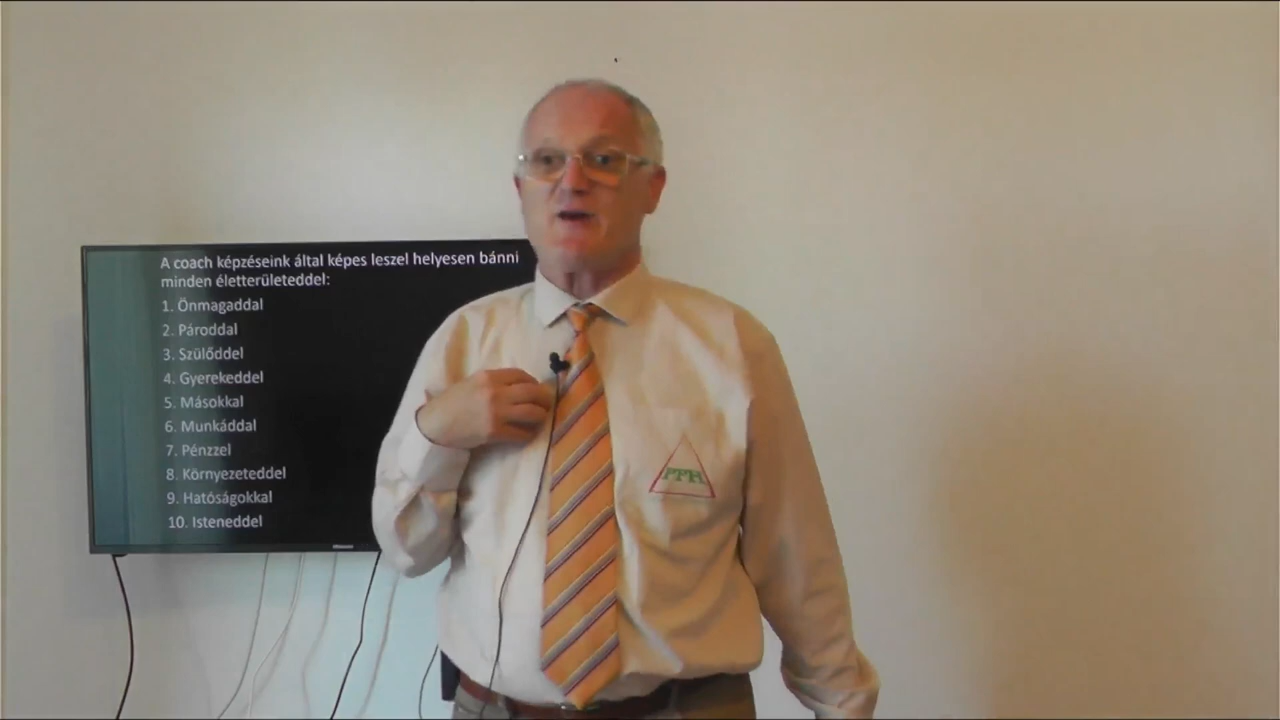 A coach képzéseink által képes leszel helyesen bánni
minden életterületeddel:
1. Önmagaddal
2. Pároddal
3. Szülőddel
4. Gyerekeddel
5. Másokkal
6. Munkáddal
7. Pénzzel
8. Környezeteddel
9. Hatóságokkal
10. Isteneddel